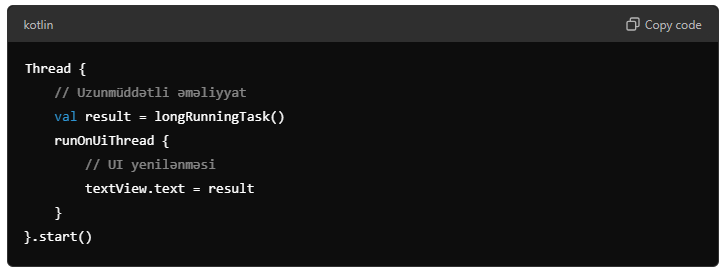 kotlin
Copy code
Thread {
// Uzunmüddətli əməliyyat
val result = longRunningTask()
runOnUiThread {
// UI yenilənməsi
textView.text = result
}
}.start()